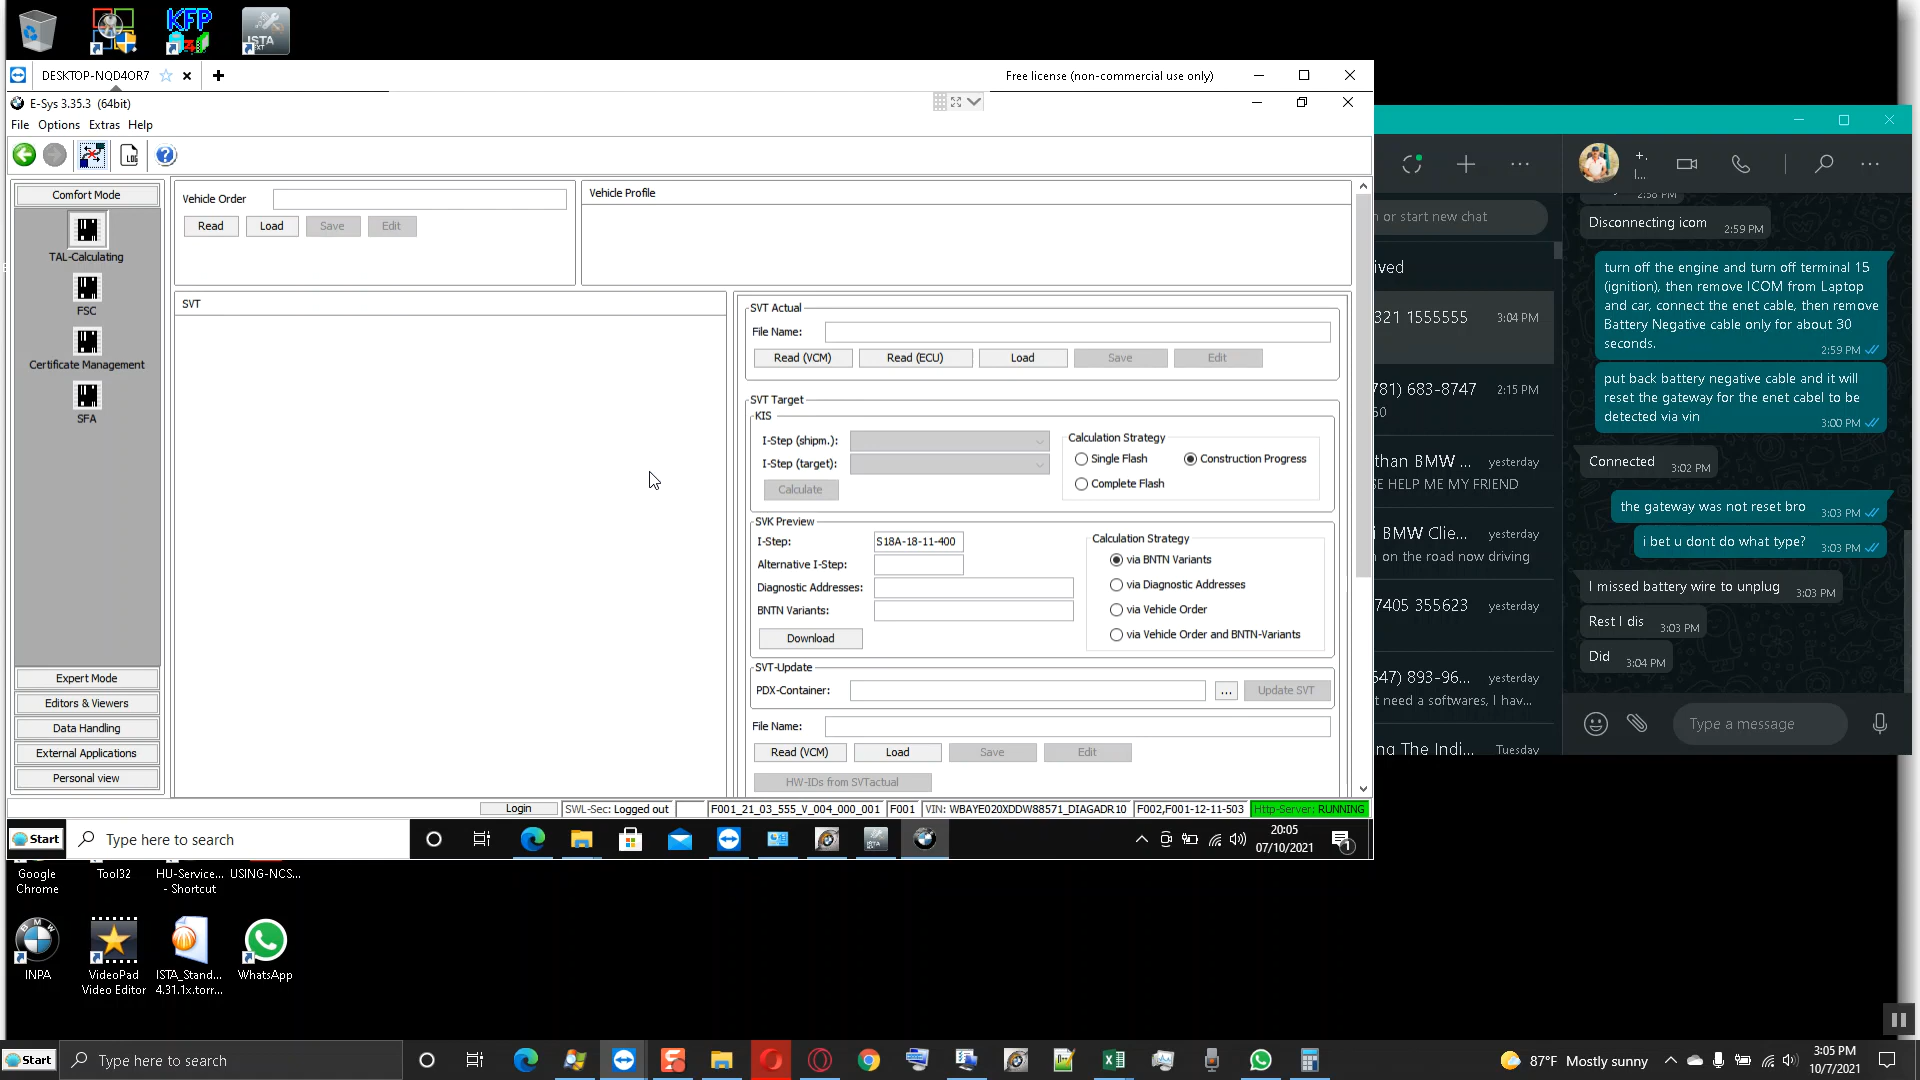 KFP
ISTA
DESKTOP-NQD4OR7
Free license (non-commercial use only)
E-Sys 3.35.3 (64bit)
File Options Extras Help
LOG
Comfort Mode
TAL-Calculating
FSC
Certificate Management
SFA
Expert Mode
Editors & Viewers
Data Handling
External Applications
Personal view
Vehicle Order
Read Load Save Edit
Vehicle Profile
SVT
SVT Actual
File Name:
Read (VCM) Read (ECU) Load Save Edit
SVT Target
KIS
I-Step (shipm.):
I-Step (target):
Calculate
Calculation Strategy
Single Flash Construction Progress
Complete Flash
SVK Preview
I-Step: S18A-18-11-400
Alternative I-Step:
Diagnostic Addresses:
BNTN Variants:
Download
Calculation Strategy
via BNTN Variants
via Diagnostic Addresses
via Vehicle Order
via Vehicle Order and BNTN-Variants
SVT-Update
PDX-Container: ... Update SVT
File Name:
Read (VCM) Load Save Edit
HW-IDs from SVTactual
Login SWL-Sec: Logged out F001_21_03_555_V_004_000_001 F001 VIN: WBAYE020XDDW88571_DIAGADR10 F002,F001-12-11-503 Http-Server: RUNNING
Start Type here to search
20:05
07/10/2021
1
n or start new chat
ived
321 1555555 3:04 PM
781) 683-8747 2:15 PM
60
than BMW ... yesterday
SE HELP ME MY FRIEND
i BMW Clie... yesterday
n on the road now driving
7405 355623 yesterday
547) 893-96... yesterday
t need a softwares, I hav...
ng The Indi... Tuesday
+.
I...
2:58 PM
Disconnecting icom 2:59 PM
turn off the engine and turn off terminal 15
(ignition), then remove ICOM from Laptop
and car, connect the enet cable, then remove
Battery Negative cable only for about 30
seconds. 2:59 PM
put back battery negative cable and it will
reset the gateway for the enet cabel to be
detected via vin 3:00 PM
Connected 3:02 PM
the gateway was not reset bro 3:03 PM
i bet u dont do what type? 3:03 PM
I missed battery wire to unplug 3:03 PM
Rest I dis 3:03 PM
Did 3:04 PM
Type a message
Google
Chrome
Tool32
HU-Service...
- Shortcut
USING-NCS...
INPA
VideoPad
Video Editor
ISTA_Stand...
4.31.1x.torr...
WhatsApp
Start Type here to search
87°F Mostly sunny
3:05 PM
10/7/2021